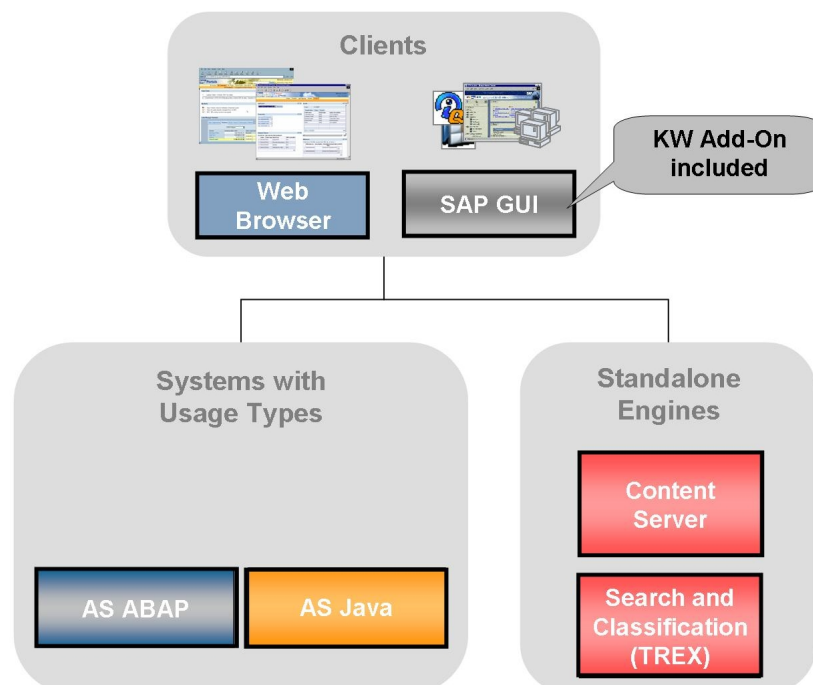 Clients
KW Add-On
included
Web
Browser
SAP GUI
Systems with
Usage Types
Standalone
Engines
Content
Server
AS ABAP
AS Java
Search and
Classification
(TREX)